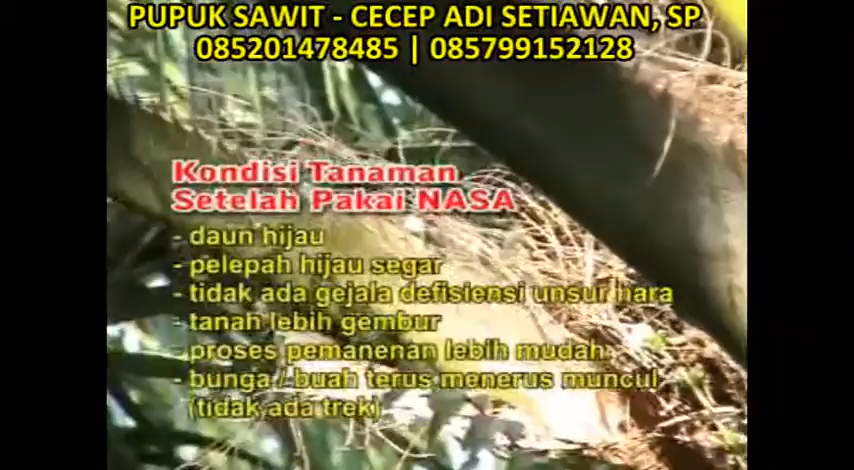 PUPUK SAWIT - CECEP ADI SETIAWAN, SP
085201478485 | 085799152128
Kondisi Tanaman
Setelah Pakai NASA
- daun hijau
- pelepah hijau segar
- tidak ada gejala defisiensi unsur hara
- tanah lebih gembur
- proses pemanenan lebih mudah
- bunga / buah terus menerus muncul
(tidak ada trek)